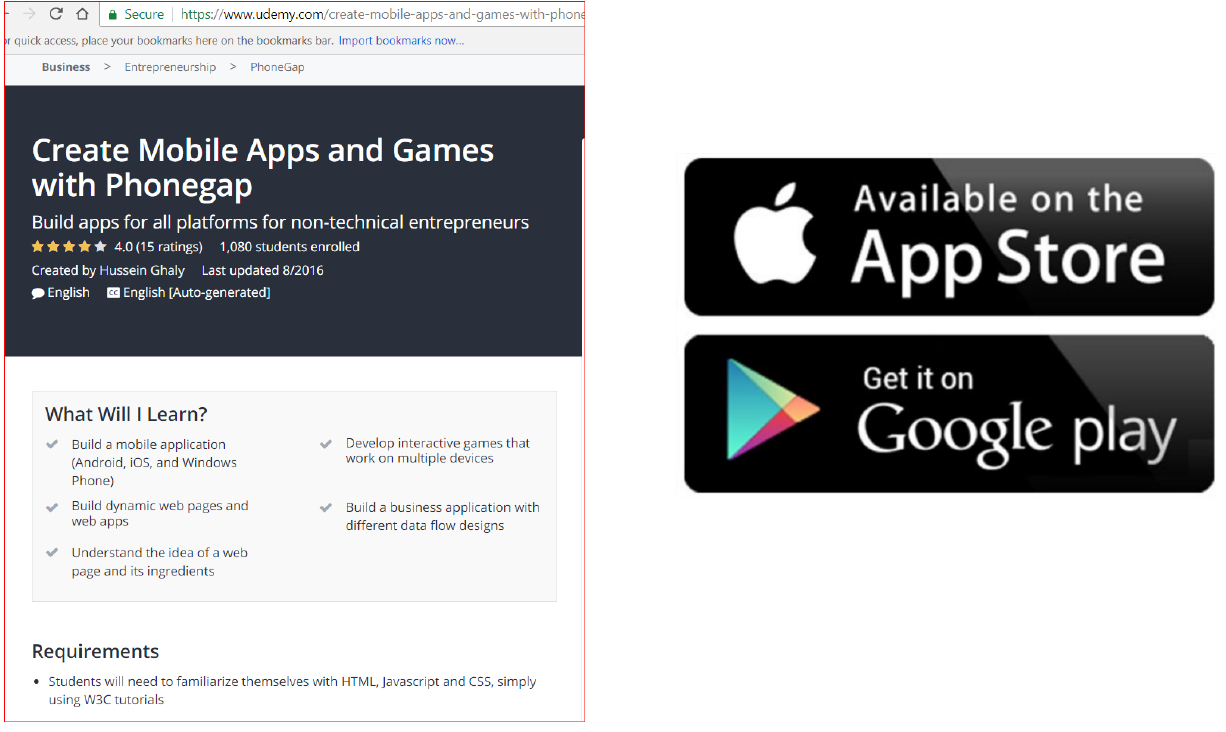 Secure | https://www.udemy.com/create-mobile-apps-and-games-with-phone
quick access, place your bookmarks here on the bookmarks bar. Import bookmarks now...
Business > Entrepreneurship > PhoneGap
Create Mobile Apps and Games
with Phonegap
Build apps for all platforms for non-technical entrepreneurs
4.0 (15 ratings) 1,080 students enrolled
Created by Hussein Ghaly Last updated 8/2016
English CC English [Auto-generated]
What Will I Learn?
Build a mobile application
(Android, iOS, and Windows
Phone)
Build dynamic web pages and
web apps
Understand the idea of a web
page and its ingredients
Develop interactive games that
work on multiple devices
Build a business application with
different data flow designs
Requirements
• Students will need to familiarize themselves with HTML, Javascript and CSS, simply
using W3C tutorials
Available on the
App Store
Get it on
Google play